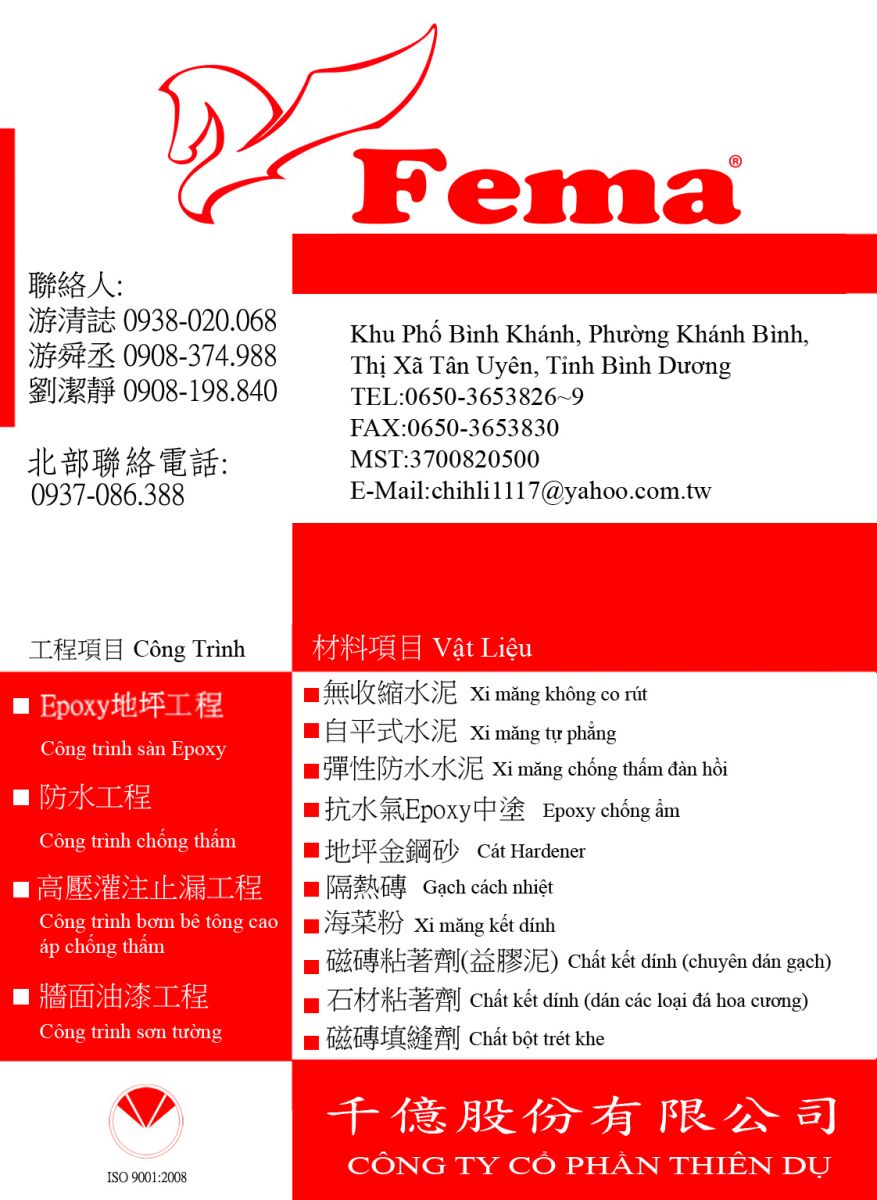 Fema®
聯絡人:
游清誌 0938-020.068
游舜丞 0908-374.988
劉潔靜 0908-198.840
北部聯絡電話:
0937-086.388
Khu Phố Bình Khánh, Phường Khánh Bình,
Thị Xã Tân Uyên, Tỉnh Bình Dương
TEL:0650-3653826~9
FAX:0650-3653830
MST:3700820500
E-Mail:chihli1117@yahoo.com.tw
工程項目 Công Trình
Epoxy地坪工程
Công trình sàn Epoxy
防水工程
Công trình chống thấm
高壓灌注止漏工程
Công trình bơm bê tông cao
áp chống thấm
牆面油漆工程
Công trình sơn tường
材料項目 Vật Liệu
無收縮水泥 Xi măng không co rút
自平式水泥 Xi măng tự phẳng
彈性防水水泥 Xi măng chống thấm đàn hồi
抗水氣Epoxy中塗 Epoxy chống ẩm
地坪金鋼砂 Cát Hardener
隔熱磚 Gạch cách nhiệt
海菜粉 Xi măng kết dính
磁磚粘著劑(益膠泥) Chất kết dính (chuyên dán gạch)
石材粘著劑 Chất kết dính (dán các loại đá hoa cương)
磁磚填縫劑 Chất bột trét khe
ISO 9001:2008
千億股份有限公司
CÔNG TY CỔ PHẦN THIÊN DỤ